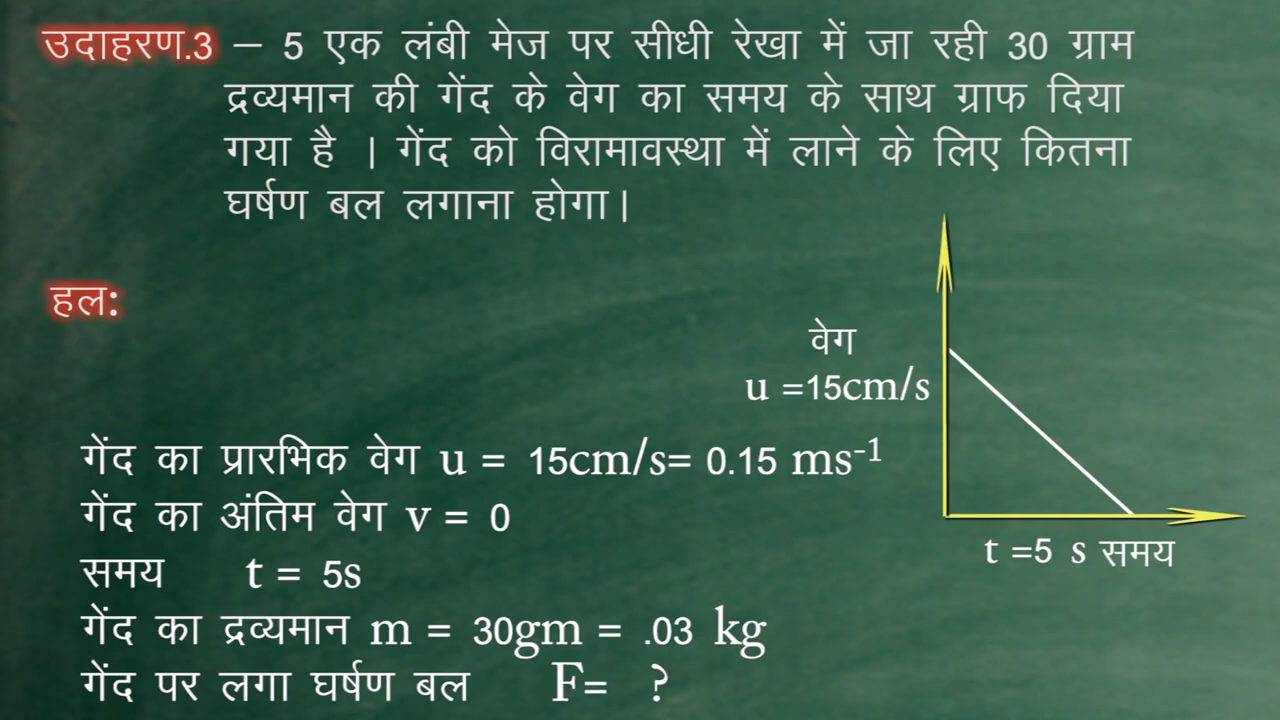 उदाहरण.3 – 5 एक लंबी मेज पर सीधी रेखा में जा रही 30 ग्राम
द्रव्यमान की गेंद के वेग का समय के साथ ग्राफ दिया
गया है । गेंद को विरामावस्था में लाने के लिए कितना
घर्षण बल लगाना होगा।
हल:
वेग
u =15cm/s
गेंद का प्रारभिक वेग u = 15cm/s= 0.15 ms⁻¹
गेंद का अंतिम वेग v = 0
t =5 s समय
समय t = 5s
गेंद का द्रव्यमान m = 30gm = .03 kg
गेंद पर लगा घर्षण बल F= ?